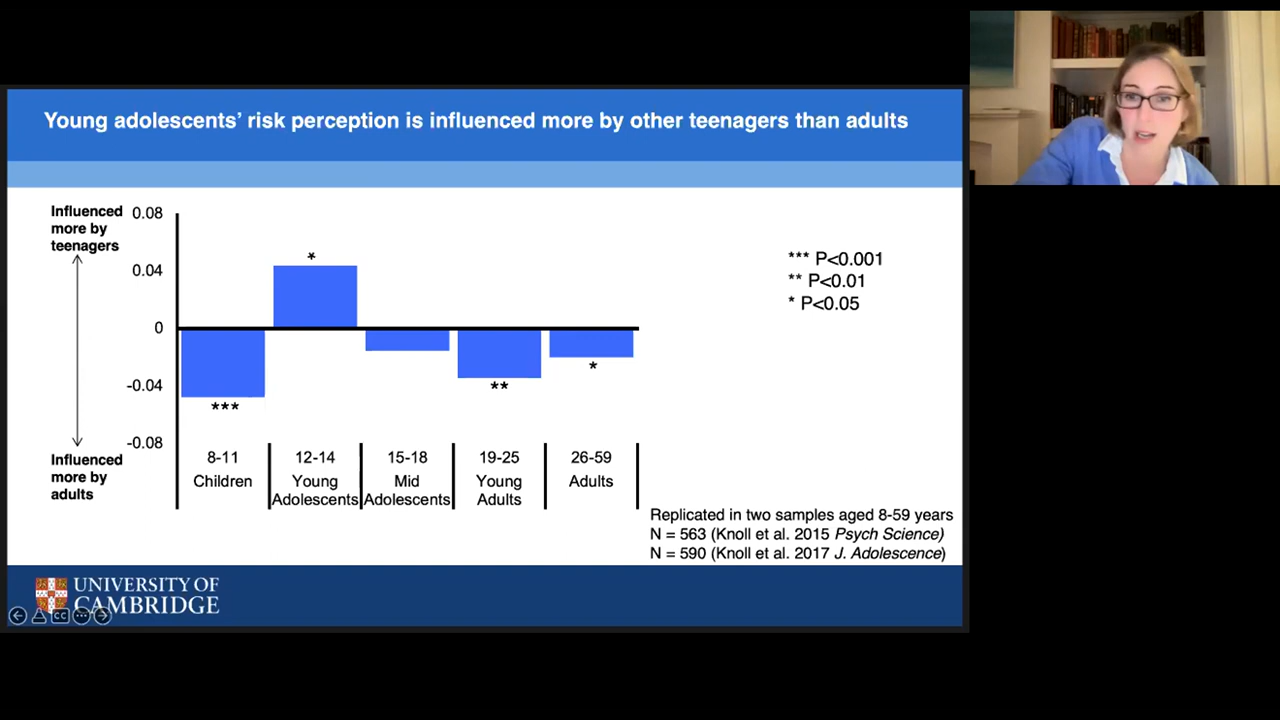 Young adolescents' risk perception is influenced more by other teenagers than adults
Influenced
more by
teenagers
0.08
0.04
0
-0.04
-0.08
Influenced
more by
adults
*
***
**
*
*** P<0.001
** P<0.01
* P<0.05
8-11
Children
12-14
Young
Adolescents
15-18
Mid
Adolescents
19-25
Young
Adults
26-59
Adults
Replicated in two samples aged 8-59 years
N = 563 (Knoll et al. 2015 Psych Science)
N = 590 (Knoll et al. 2017 J. Adolescence)
UNIVERSITY OF
CAMBRIDGE
CC